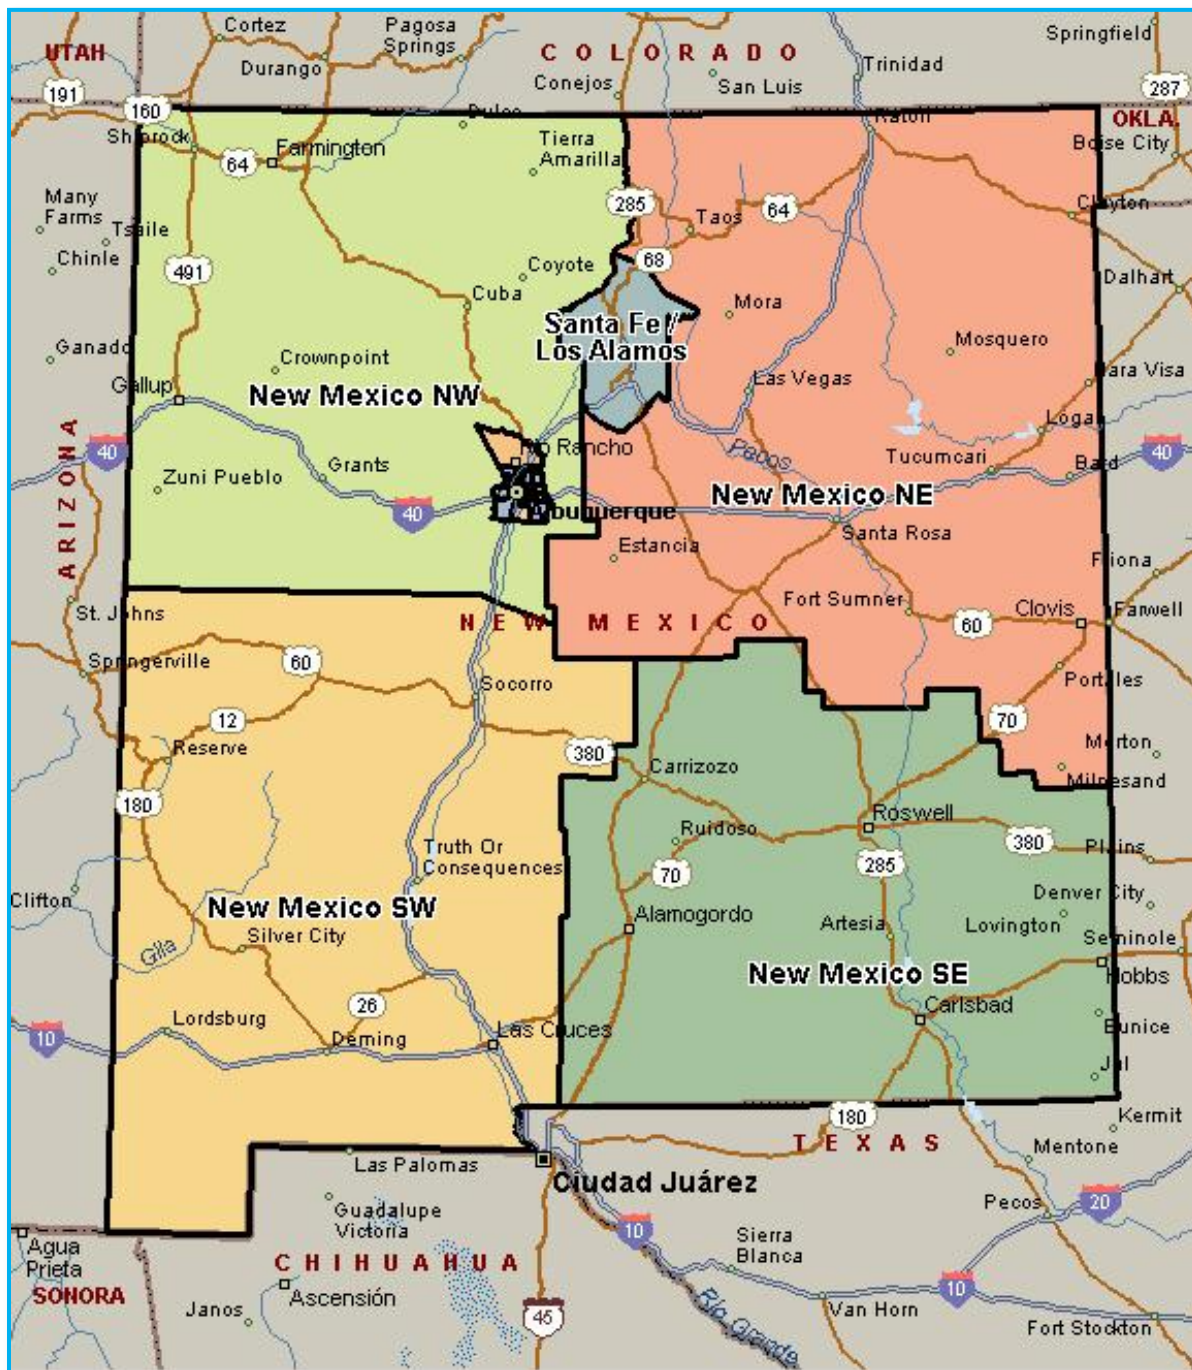 Cortez
Pagosa
Springs
COLORADO
Springfield
UTAH
Durango
Trinidad
Conejos
San Luis
191
287
160
Dulce
Raton
OKLA.
Shiprock
Farmington
Tierra
Amarilla
Boise City
64
Many
Farms
285
Taos
64
Clayton
Tsaile
Chinle
491
Coyote
68
Dalhart
Cuba
Mora
Santa Fe /
Los Alamos
Mosquero
Ganado
Crownpoint
Gallup
New Mexico NW
Las Vegas
Nara Visa
Logan
ARIZONA
40
Rio Rancho
Pecos
Tucumcari
Bard
40
Zuni Pueblo
Grants
New Mexico NE
40
Albuquerque
Santa Rosa
Estancia
Friona
St. Johns
Fort Sumner
Clovis
Farwell
NEW MEXICO
60
Springerville
60
Socorro
Portales
12
70
Reserve
380
Carrizozo
Morton
Milnesand
180
Roswell
Ruidoso
Truth Or
Consequences
380
Plains
70
285
Clifton
Denver City
New Mexico SW
Alamogordo
Artesia
Lovington
Silver City
Seminole
Gila
New Mexico SE
Hobbs
26
Carlsbad
Lordsburg
Las Cruces
Eunice
10
Deming
Jal
180
Kermit
TEXAS
Mentone
Las Palomas
Ciudad Juárez
Pecos
20
Guadalupe
Victoria
10
Sierra
Blanca
Agua
Prieta
CHIHUAHUA
SONORA
Ascensión
10
Janos
45
Rio Grande
Van Horn
Fort Stockton